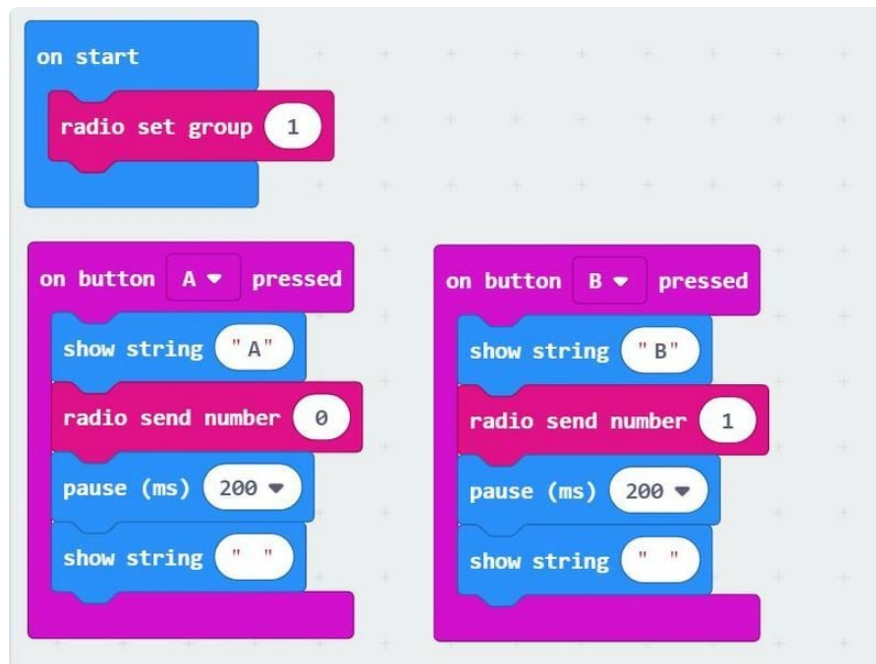 on start
radio set group 1
on button A pressed
show string "A"
radio send number 0
pause (ms) 200
show string " "
on button B pressed
show string "B"
radio send number 1
pause (ms) 200
show string " "